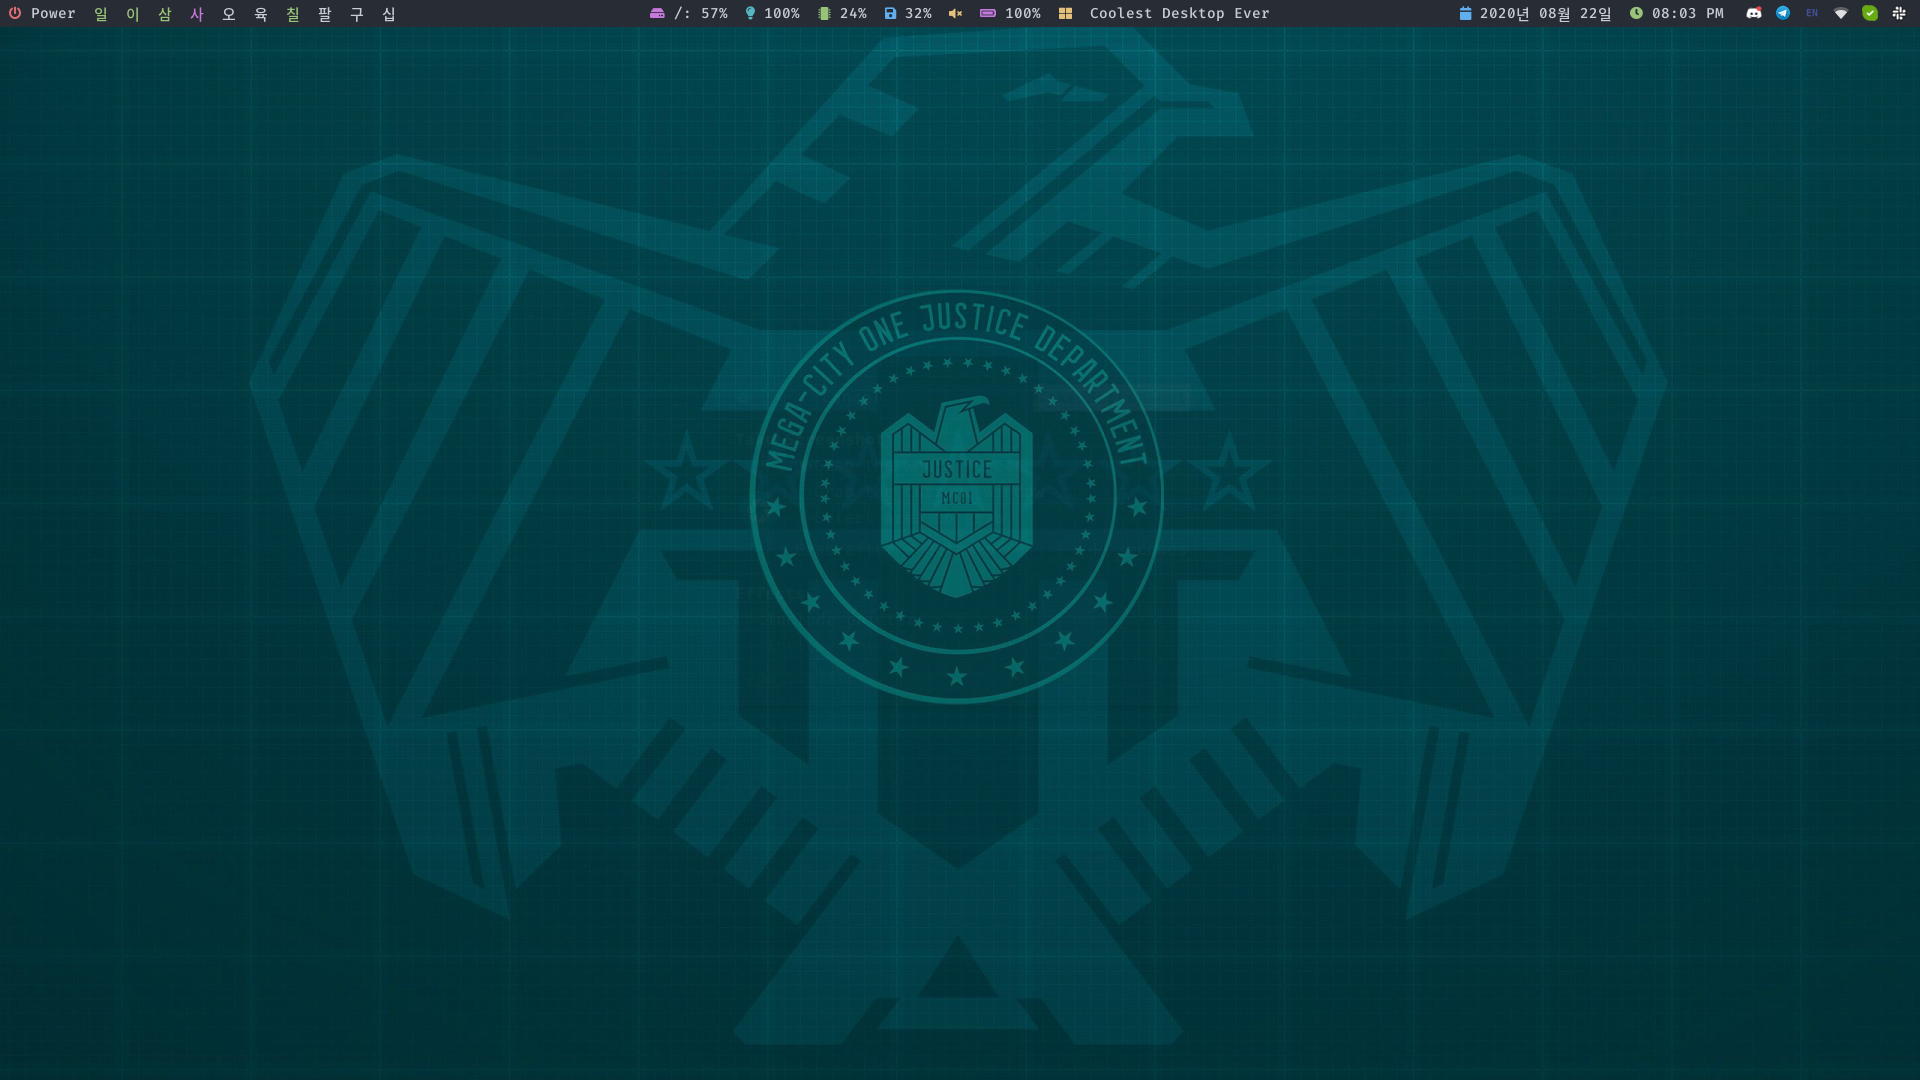 Power 일 이 삼 사 오 육 칠 팔 구 십 /: 57% 100% 24% 32% 100% Coolest Desktop Ever 2020년 08월 22일 08:03 PM EN
MEGA-CITY ONE JUSTICE DEPARTMENT
JUSTICE
MC01